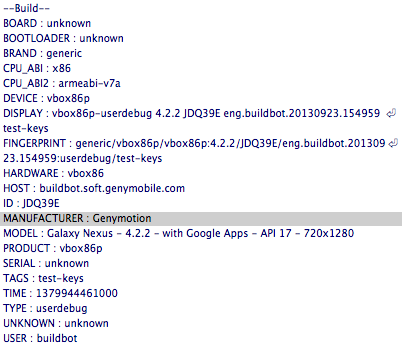 --Build--
BOARD : unknown
BOOTLOADER : unknown
BRAND : generic
CPU_ABI : x86
CPU_ABI2 : armeabi-v7a
DEVICE : vbox86p
DISPLAY : vbox86p-userdebug 4.2.2 JDQ39E eng.buildbot.20130923.154959
test-keys
FINGERPRINT : generic/vbox86p/vbox86p:4.2.2/JDQ39E/eng.buildbot.201309
23.154959:userdebug/test-keys
HARDWARE : vbox86
HOST : buildbot.soft.genymobile.com
ID : JDQ39E
MANUFACTURER : Genymotion
MODEL : Galaxy Nexus - 4.2.2 - with Google Apps - API 17 - 720x1280
PRODUCT : vbox86p
SERIAL : unknown
TAGS : test-keys
TIME : 1379944461000
TYPE : userdebug
UNKNOWN : unknown
USER : buildbot